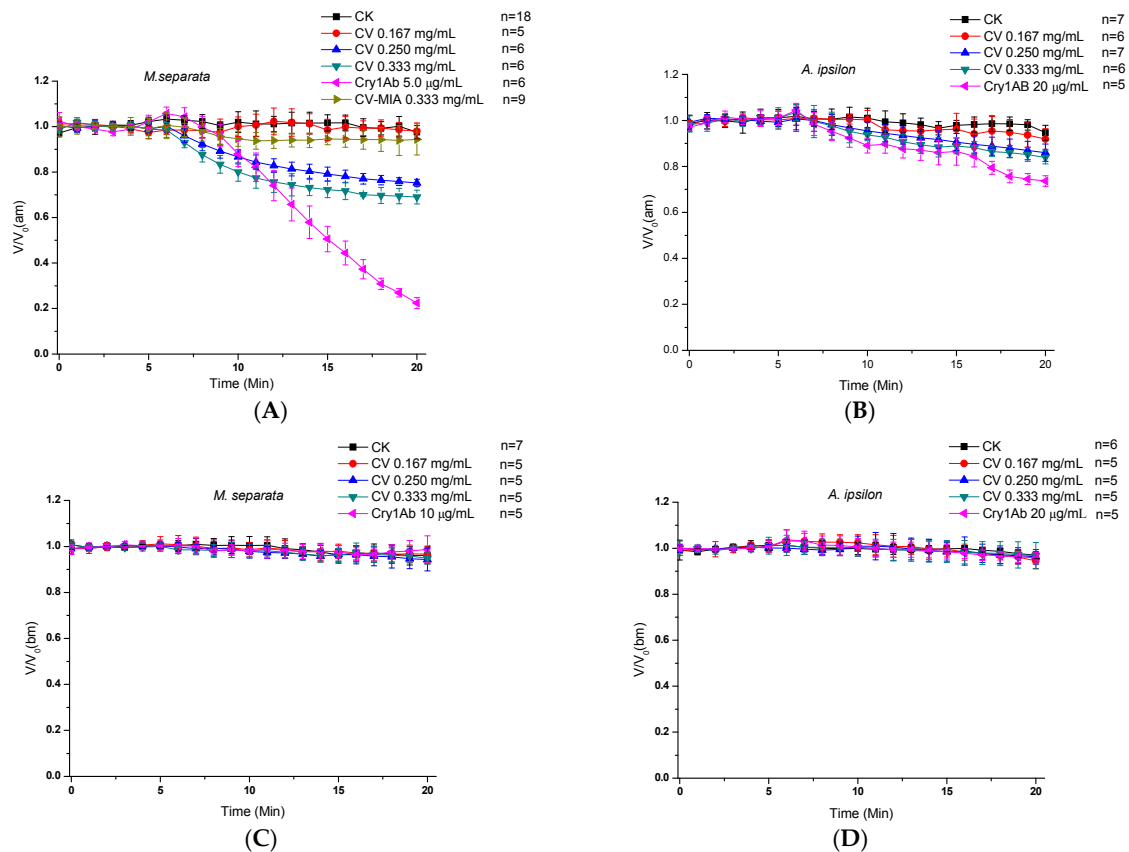 CK n=18
CV 0.167 mg/mL n=5
CV 0.250 mg/mL n=6
CV 0.333 mg/mL n=6
Cry1Ab 5.0 μg/mL n=6
CV-MIA 0.333 mg/mL n=9
M.separata
1.2
1.0
0.8
0.6
0.4
0.2
0.0
V/V0(am)
0 5 10 15 20
Time (Min)
(A)
CK n=7
CV 0.167 mg/mL n=6
CV 0.250 mg/mL n=7
CV 0.333 mg/mL n=6
Cry1AB 20 μg/mL n=5
A. ipsilon
1.2
1.0
0.8
0.6
0.4
0.2
0.0
V/V0(am)
0 5 10 15 20
Time (Min)
(B)
CK n=7
CV 0.167 mg/mL n=5
CV 0.250 mg/mL n=5
CV 0.333 mg/mL n=5
Cry1Ab 10 μg/mL n=5
M. separata
1.2
1.0
0.8
0.6
0.4
0.2
0.0
V/V0(bm)
0 5 10 15 20
Time (Min)
(C)
CK n=6
CV 0.167 mg/mL n=5
CV 0.250 mg/mL n=5
CV 0.333 mg/mL n=5
Cry1Ab 20 μg/mL n=5
A. ipsilon
1.2
1.0
0.8
0.6
0.4
0.2
0.0
V/V0(bm)
0 5 10 15 20
Time (Min)
(D)